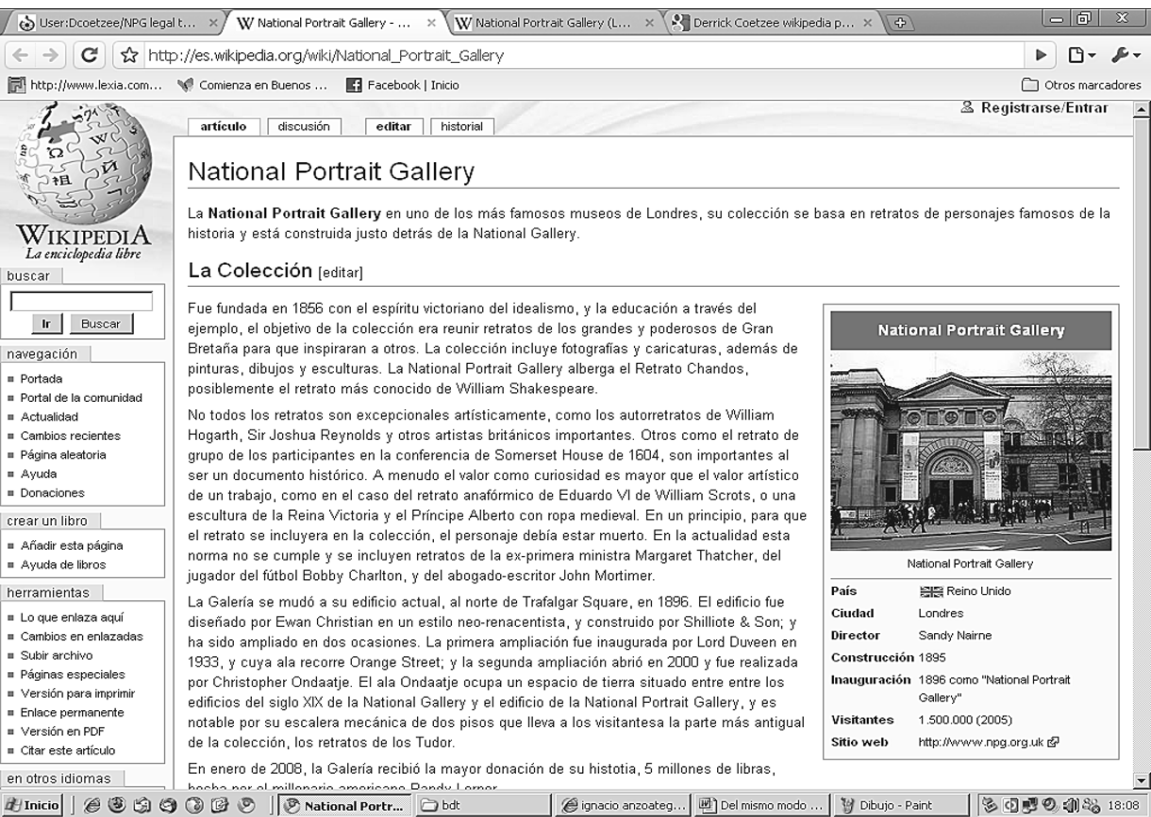 User:Dcoetzee/NPG legal t... × National Portrait Gallery - ... × National Portrait Gallery (L... × Derrick Coetzee wikipedia p... ×
http://es.wikipedia.org/wiki/National_Portrait_Gallery
http://www.lexia.com... Comienza en Buenos ... Facebook | Inicio Otros marcadores
Registrarse/Entrar
artículo discusión editar historial
WIKIPEDIA
La enciclopedia libre
buscar
Ir Buscar
navegación
Portada
Portal de la comunidad
Actualidad
Cambios recientes
Página aleatoria
Ayuda
Donaciones
crear un libro
Añadir esta página
Ayuda de libros
herramientas
Lo que enlaza aquí
Cambios en enlazadas
Subir archivo
Páginas especiales
Versión para imprimir
Enlace permanente
Versión en PDF
Citar este artículo
en otros idiomas
National Portrait Gallery
La National Portrait Gallery en uno de los más famosos museos de Londres, su colección se basa en retratos de personajes famosos de la
historia y está construida justo detrás de la National Gallery.
La Colección [editar]
Fue fundada en 1856 con el espíritu victoriano del idealismo, y la educación a través del
ejemplo, el objetivo de la colección era reunir retratos de los grandes y poderosos de Gran
Bretaña para que inspiraran a otros. La colección incluye fotografías y caricaturas, además de
pinturas, dibujos y esculturas. La National Portrait Gallery alberga el Retrato Chandos,
posiblemente el retrato más conocido de William Shakespeare.
No todos los retratos son excepcionales artísticamente, como los autorretratos de William
Hogarth, Sir Joshua Reynolds y otros artistas británicos importantes. Otros como el retrato de
grupo de los participantes en la conferencia de Somerset House de 1604, son importantes al
ser un documento histórico. A menudo el valor como curiosidad es mayor que el valor artístico
de un trabajo, como en el caso del retrato anafórmico de Eduardo VI de William Scrots, o una
escultura de la Reina Victoria y el Príncipe Alberto con ropa medieval. En un principio, para que
el retrato se incluyera en la colección, el personaje debía estar muerto. En la actualidad esta
norma no se cumple y se incluyen retratos de la ex-primera ministra Margaret Thatcher, del
jugador del fútbol Bobby Charlton, y del abogado-escritor John Mortimer.
La Galería se mudó a su edificio actual, al norte de Trafalgar Square, en 1896. El edificio fue
diseñado por Ewan Christian en un estilo neo-renacentista, y construido por Shilliote & Son; y
ha sido ampliado en dos ocasiones. La primera ampliación fue inaugurada por Lord Duveen en
1933, y cuya ala recorre Orange Street; y la segunda ampliación abrió en 2000 y fue realizada
por Christopher Ondaatje. El ala Ondaatje ocupa un espacio de tierra situado entre entre los
edificios del siglo XIX de la National Gallery y el edificio de la National Portrait Gallery, y es
notable por su escalera mecánica de dos pisos que lleva a los visitantesa la parte más antigual
de la colección, los retratos de los Tudor.
En enero de 2008, la Galería recibió la mayor donación de su histotia, 5 millones de libras,
hecha por el millonario americano Randy Lerner
National Portrait Gallery
National Portrait Gallery
País Reino Unido
Ciudad Londres
Director Sandy Nairne
Construcción 1895
Inauguración 1896 como "National Portrait
Gallery"
Visitantes 1.500.000 (2005)
Sitio web http://www.npg.org.uk
Inicio National Portr... bdt ignacio anzoateg... Del mismo modo ... Dibujo - Paint 18:08